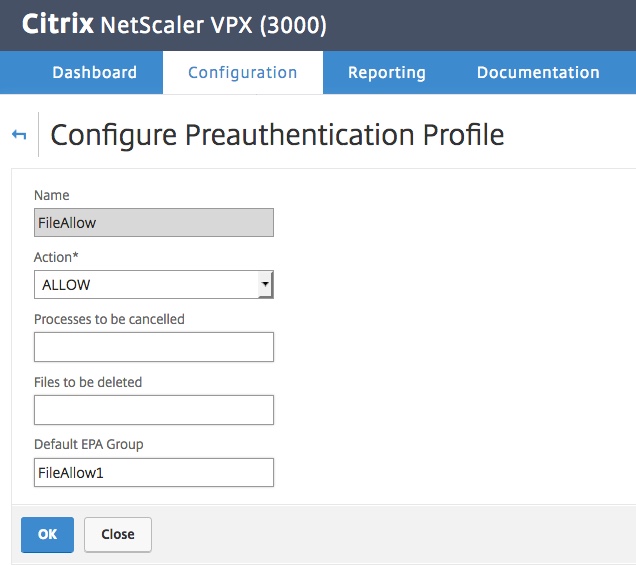 Citrix NetScaler VPX (3000)
Dashboard Configuration Reporting Documentation
Configure Preauthentication Profile
Name
FileAllow
Action*
ALLOW
Processes to be cancelled
Files to be deleted
Default EPA Group
FileAllow1
OK Close